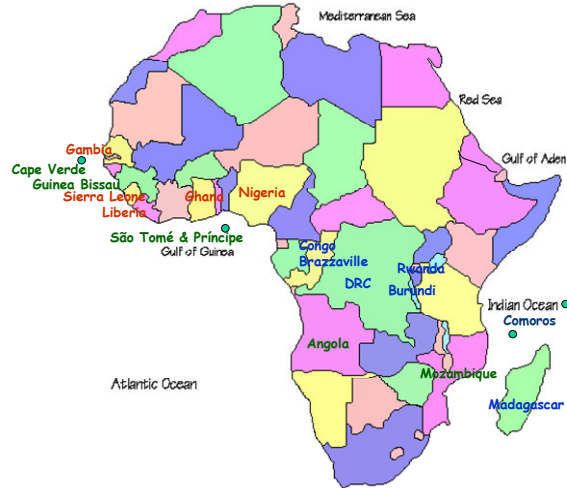 Mediterranean Sea
Red Sea
Gambia
Gulf of Aden
Cape Verde
Guinea Bissau
Sierra Leone
Ghana
Nigeria
Liberia
São Tomé & Príncipe
Gulf of Guinea
Congo
Brazzaville
Rwanda
DRC
Burundi
Indian Ocean
Comoros
Angola
Mozambique
Atlantic Ocean
Madagascar